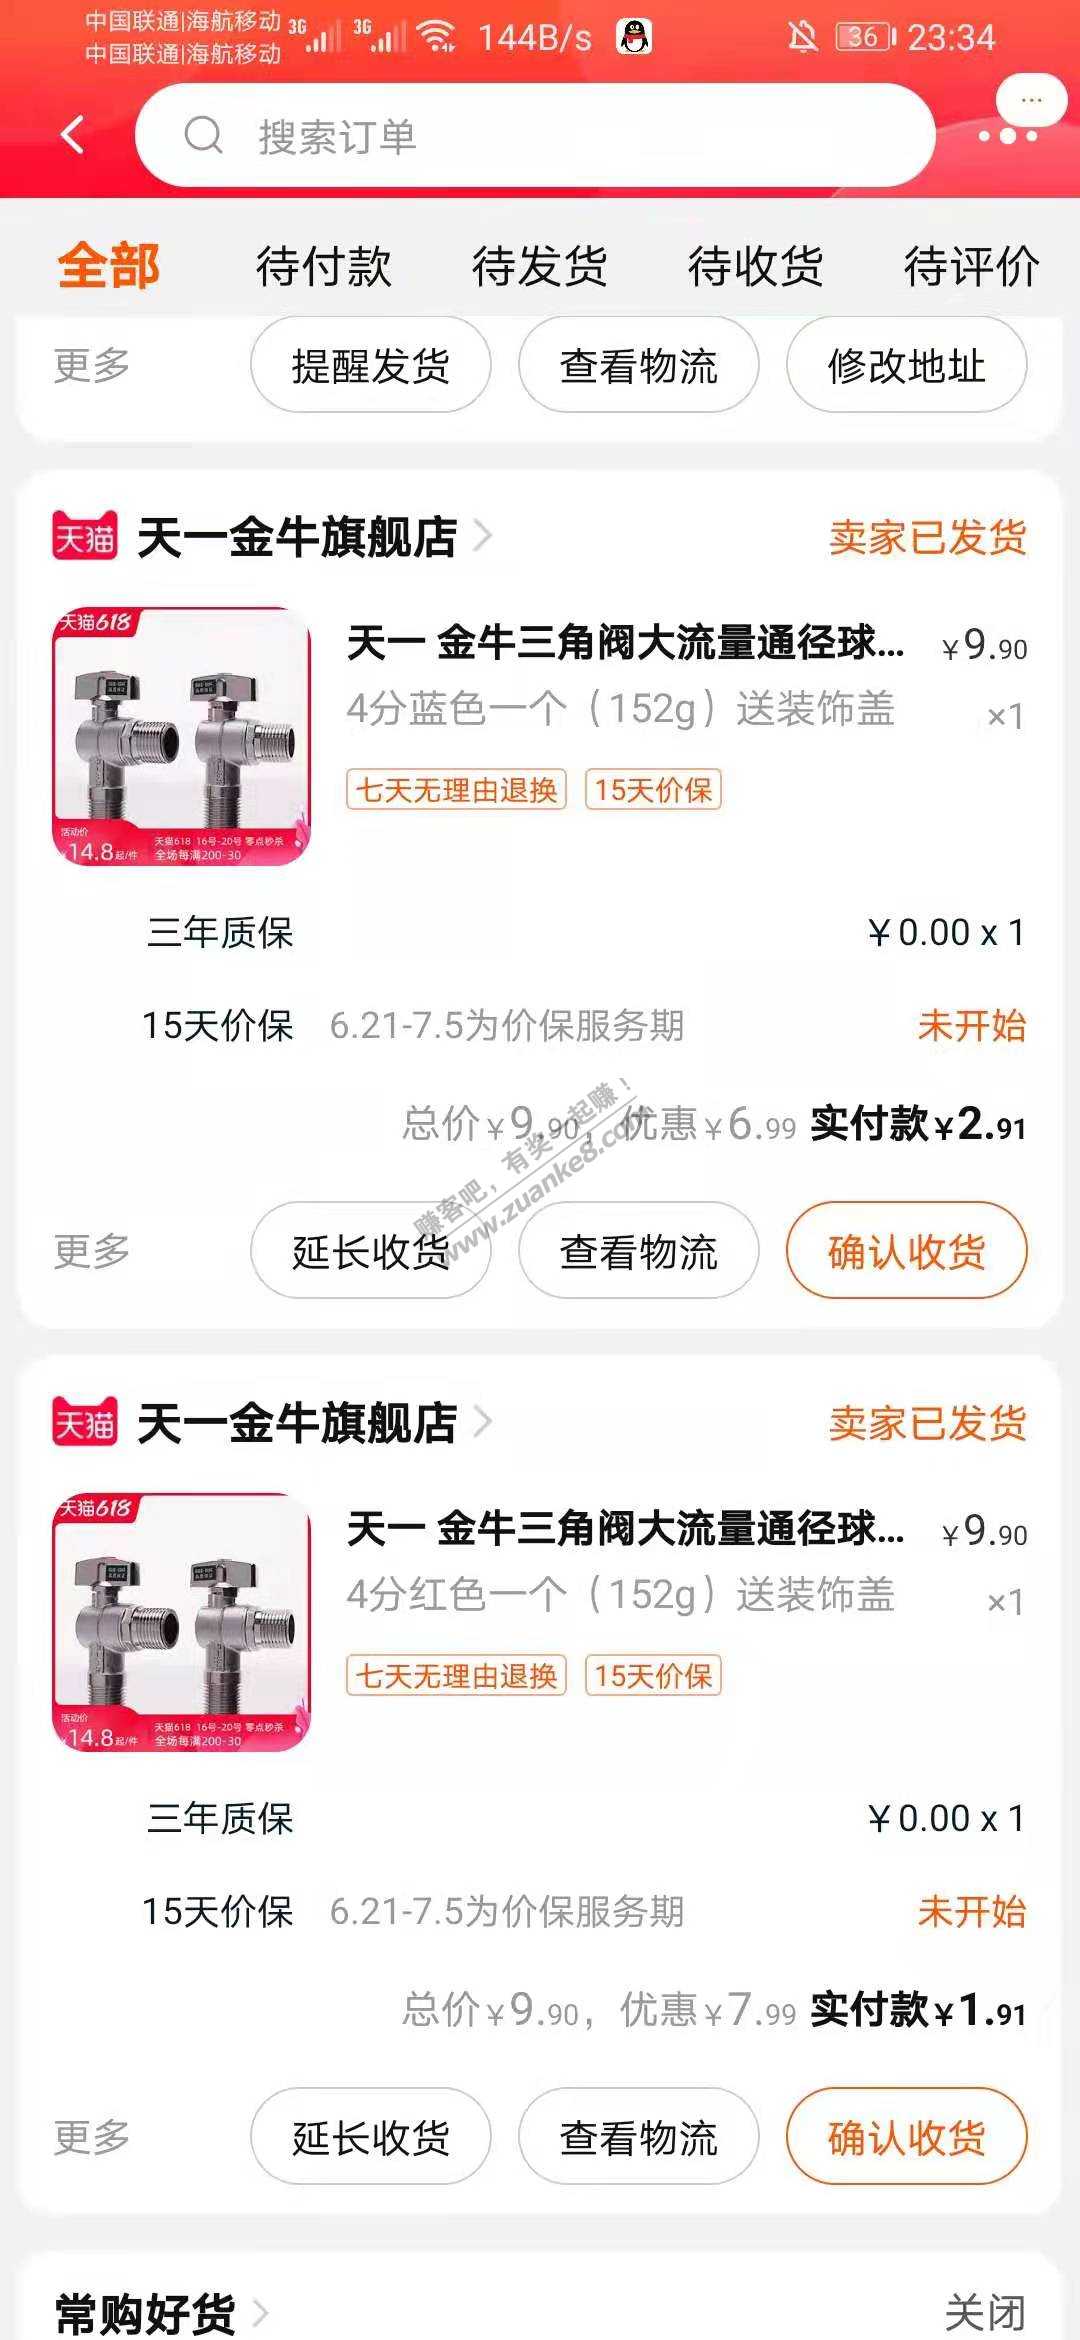 中国联通|海航移动 3G 3G 144B/s 36 23:34
中国联通|海航移动
搜索订单
全部 待付款 待发货 待收货 待评价
更多 提醒发货 查看物流 修改地址
天猫 天一金牛旗舰店 卖家已发货
天猫618
天一 金牛三角阀大流量通径球... ¥9.90
4分蓝色一个（152g）送装饰盖 ×1
七天无理由退换 15天价保
活动价
14.8起/件
天猫618 16号-20号 零点秒杀
全场每满200-30
三年质保 ¥0.00 x 1
15天价保 6.21-7.5为价保服务期 未开始
总价¥9.90，优惠¥6.99 实付款¥2.91
赚客吧，有奖一起赚！
www.zuanke8.com
更多 延长收货 查看物流 确认收货
天猫 天一金牛旗舰店 卖家已发货
天猫618
天一 金牛三角阀大流量通径球... ¥9.90
4分红色一个（152g）送装饰盖 ×1
七天无理由退换 15天价保
活动价
14.8起/件
天猫618 16号-20号 零点秒杀
全场每满200-30
三年质保 ¥0.00 x 1
15天价保 6.21-7.5为价保服务期 未开始
总价¥9.90，优惠¥7.99 实付款¥1.91
更多 延长收货 查看物流 确认收货
常购好货 关闭